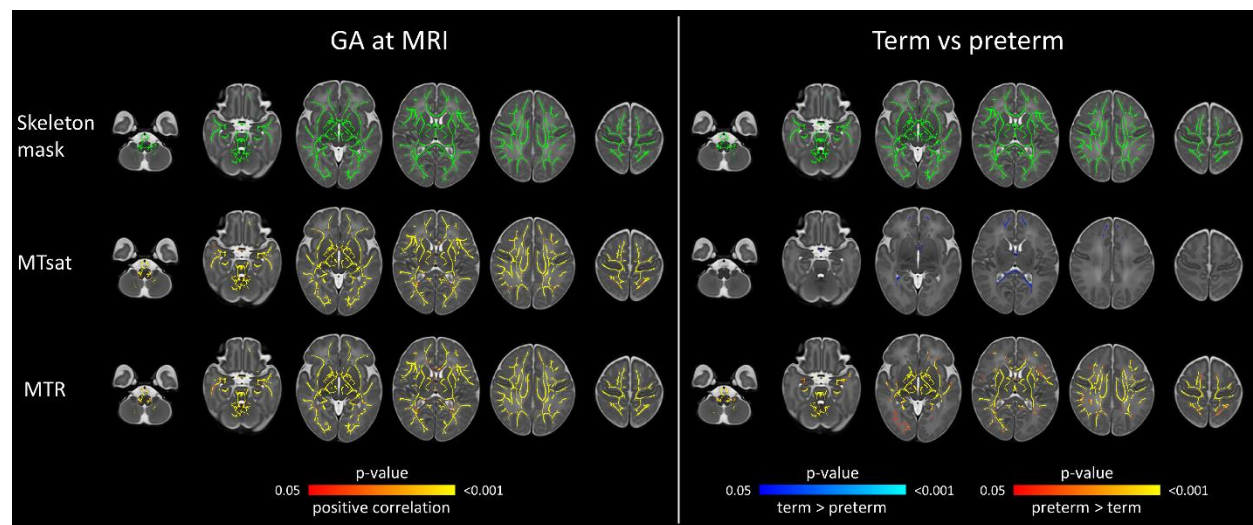 GA at MRI
Term vs preterm
Skeleton
mask
MTsat
MTR
p-value
0.05
<0.001
positive correlation
p-value
0.05
<0.001
term > preterm
p-value
0.05
<0.001
preterm > term